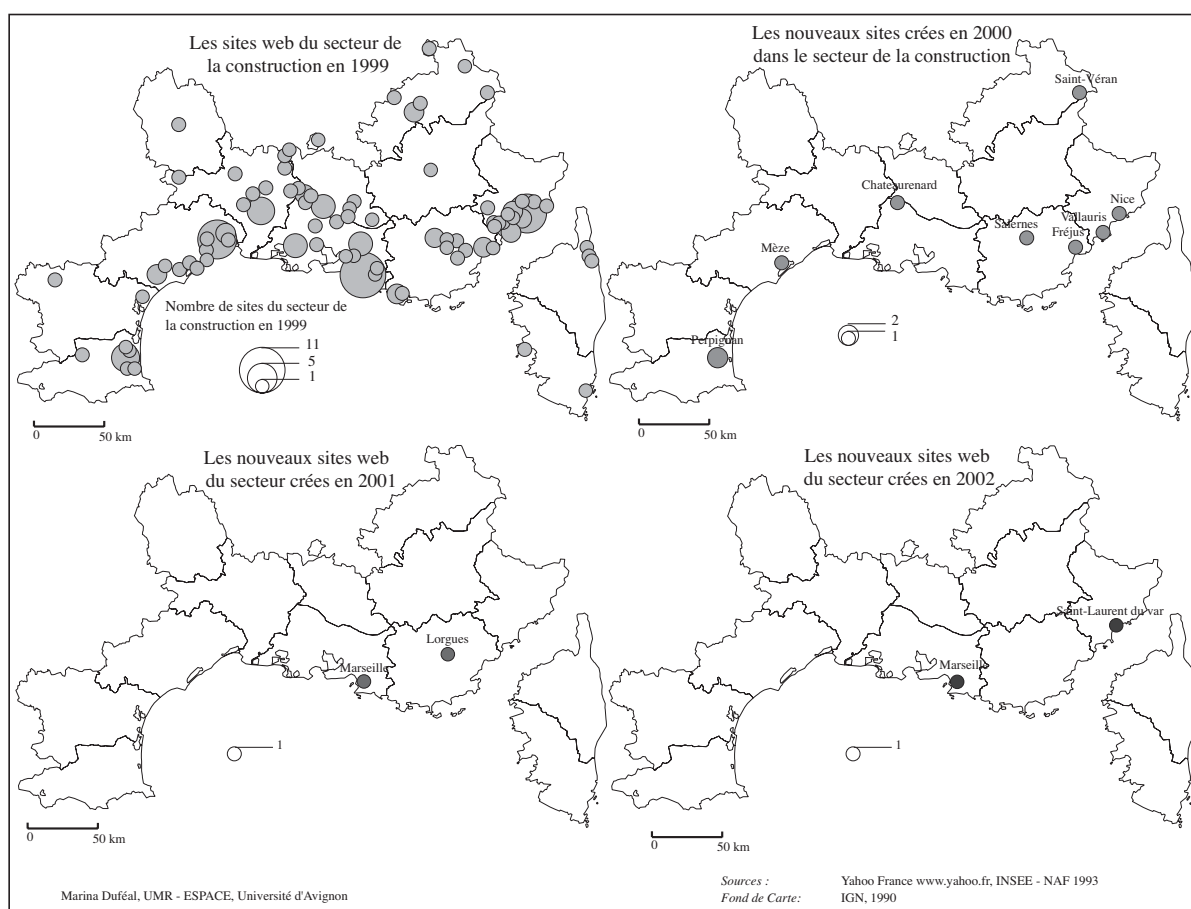 Les sites web du secteur de
la construction en 1999
Nombre de sites du secteur de
la construction en 1999
11
5
1
0 50 km
Les nouveaux sites crées en 2000
dans le secteur de la construction
Saint-Véran
Chateaurenard
Nice
Vallauris
Salernes
Fréjus
Mèze
Perpignan
2
1
0 50 km
Les nouveaux sites web
du secteur crées en 2001
Lorgues
Marseille
1
0 50 km
Les nouveaux sites web
du secteur crées en 2002
Saint-Laurent du var
Marseille
1
0 50 km
Marina Duféal, UMR - ESPACE, Université d'Avignon
Sources : Yahoo France www.yahoo.fr, INSEE - NAF 1993
Fond de Carte: IGN, 1990